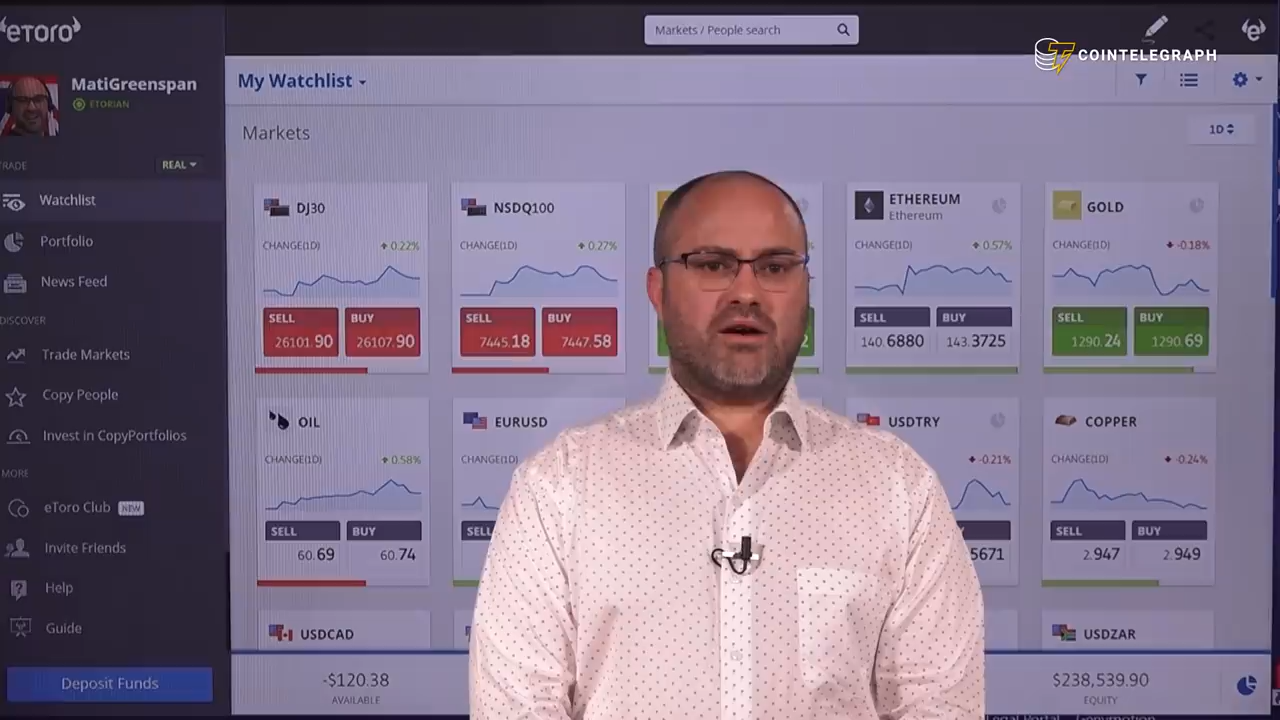 eTORO
Markets / People search
COINTELEGRAPH
MatiGreenspan
ETORIAN
My Watchlist
Markets
1D
TRADE
REAL
Watchlist
Portfolio
News Feed
DISCOVER
Trade Markets
Copy People
Invest in CopyPortfolios
MORE
eToro Club NEW
Invite Friends
Help
Guide
Deposit Funds
DJ30
CHANGE(1D) 0.22%
SELL BUY
26101.90 26107.90
NSDQ100
CHANGE(1D) 0.27%
SELL BUY
7445.18 7447.58
%
2
ETHEREUM
Ethereum
CHANGE(1D) 0.57%
SELL BUY
140.6880 143.3725
GOLD
CHANGE(1D) -0.18%
SELL BUY
1290.24 1290.69
OIL
CHANGE(1D) 0.58%
SELL BUY
60.69 60.74
EURUSD
CHANGE(1D)
SELL
USDTRY
-0.21%
5671
COPPER
CHANGE(1D) -0.24%
SELL BUY
2.947 2.949
USDCAD
USDZAR
-$120.38
AVAILABLE
$238,539.90
EQUITY